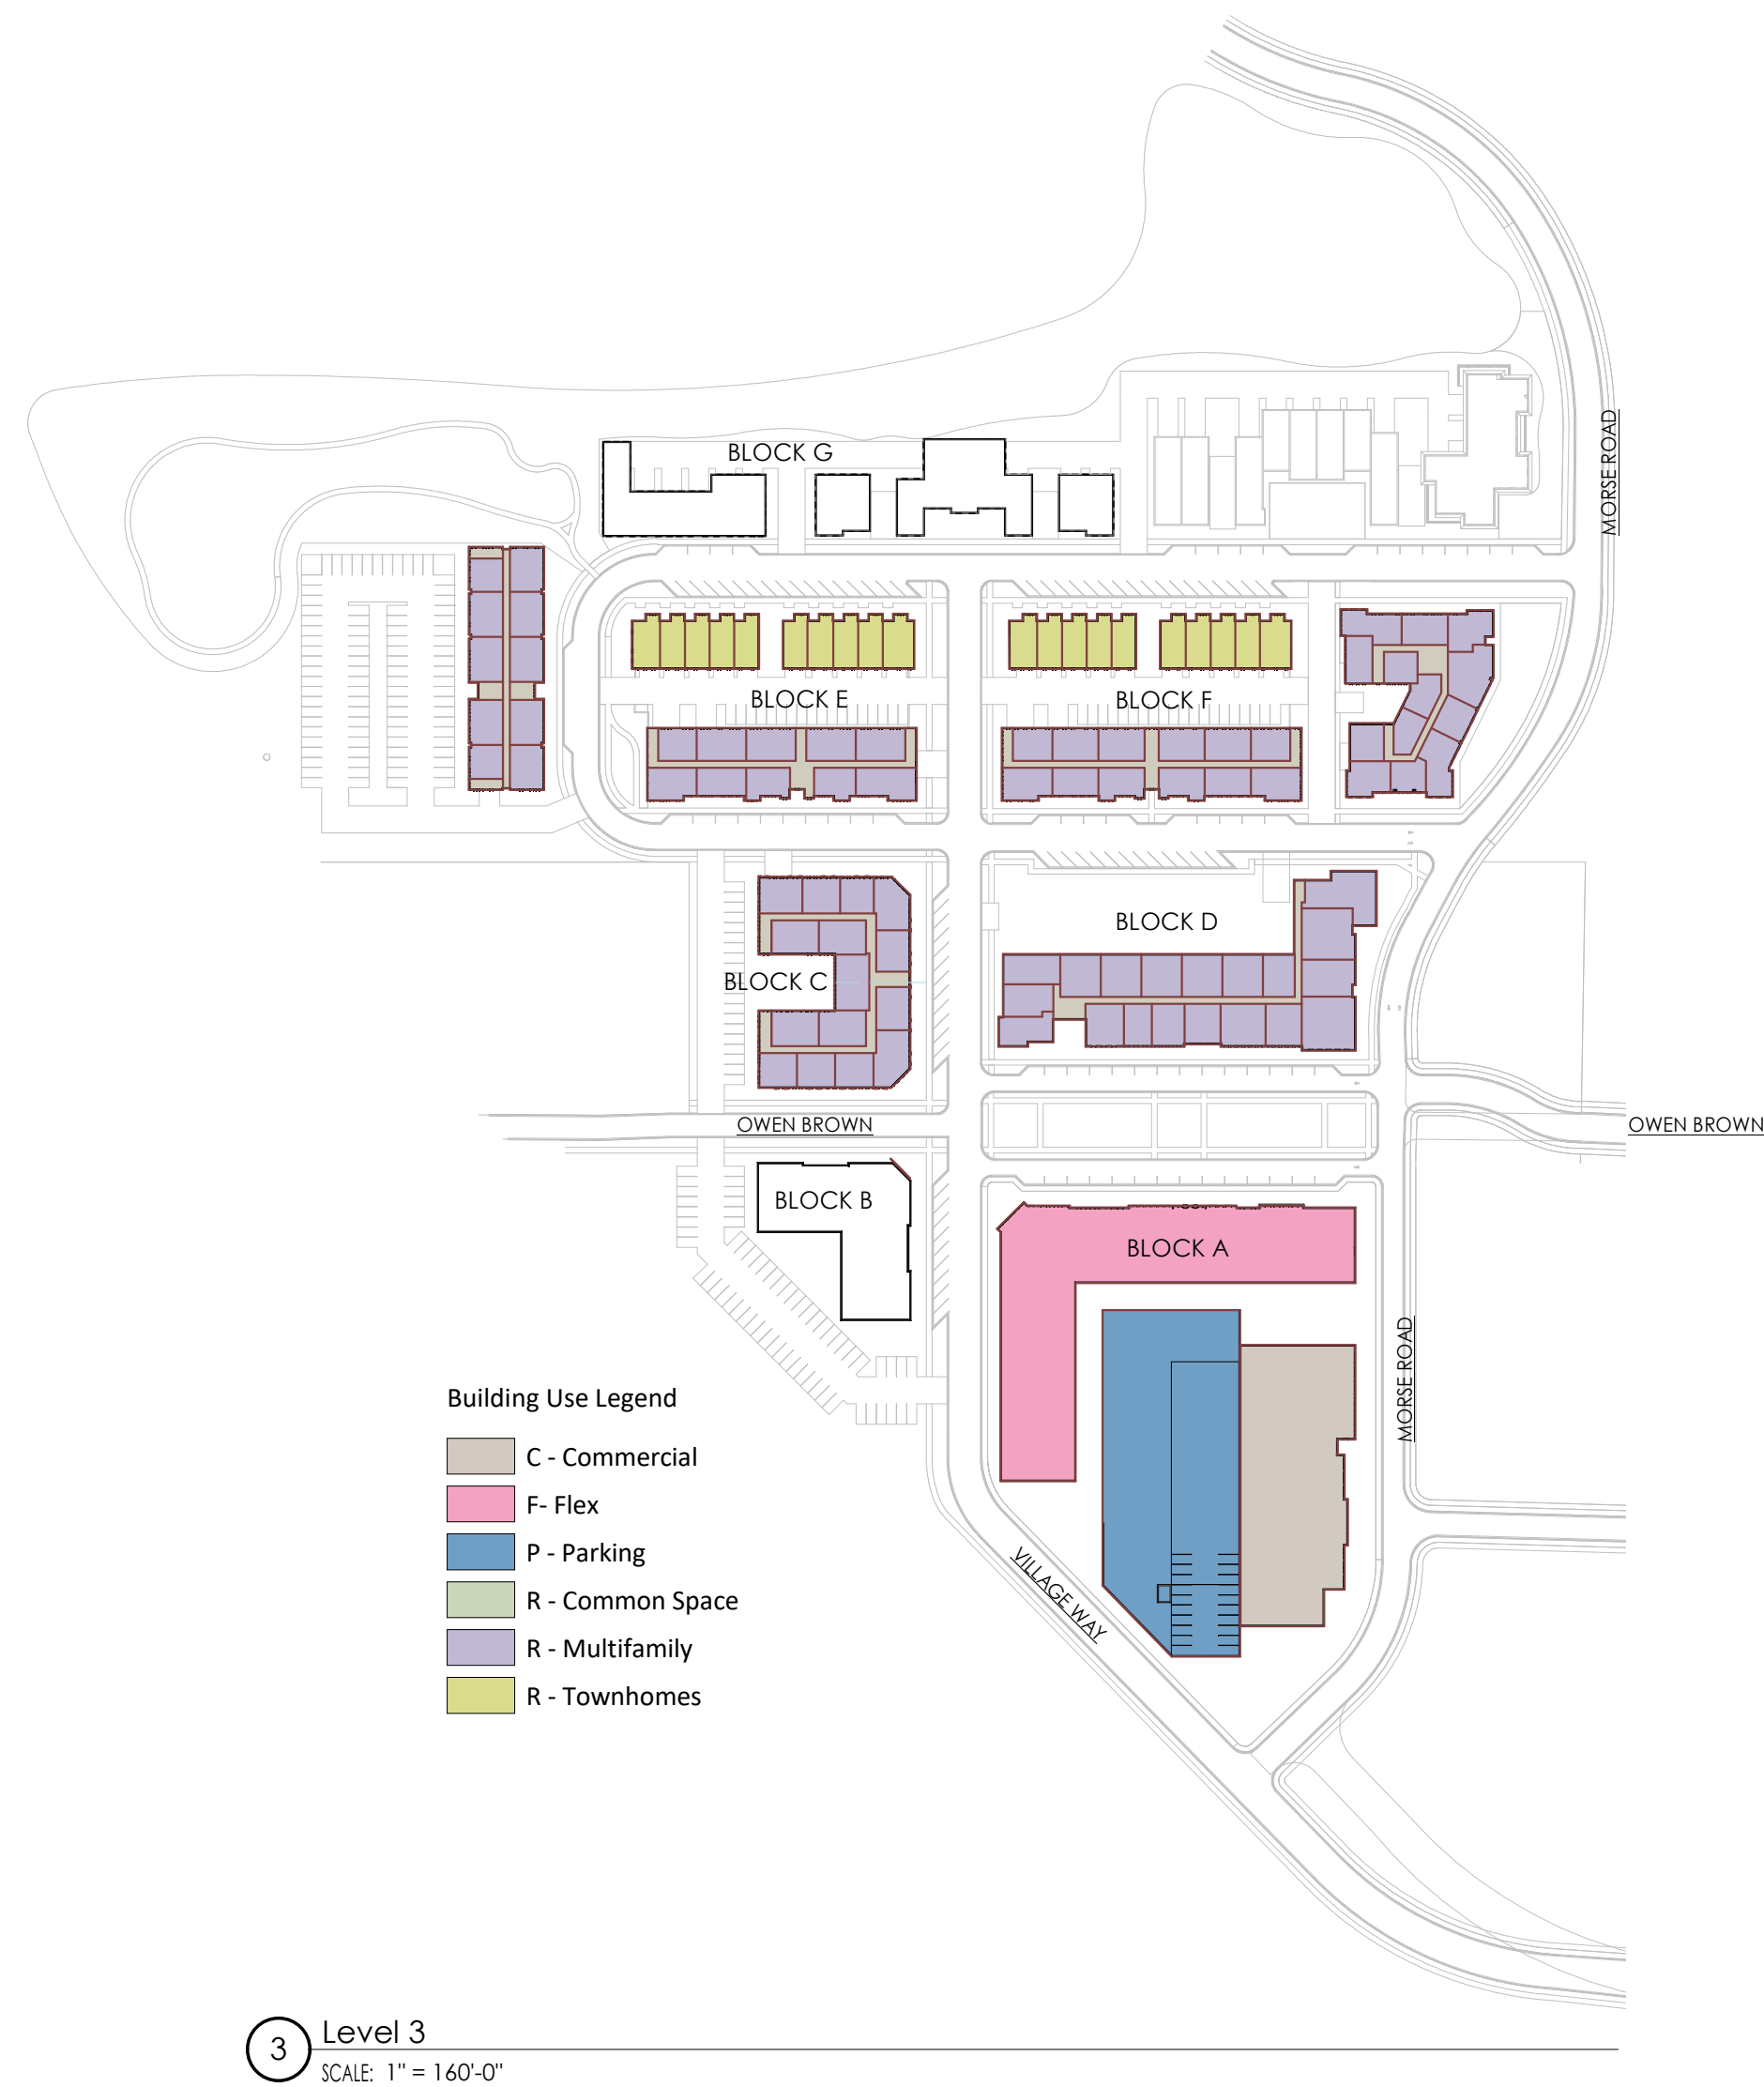 MORSE ROAD
BLOCK G
BLOCK E
BLOCK F
BLOCK D
BLOCK C
OWEN BROWN
OWEN BROWN
BLOCK B
BLOCK A
MORSE ROAD
VILLAGE WAY
Building Use Legend
C - Commercial
F- Flex
P - Parking
R - Common Space
R - Multifamily
R - Townhomes
3
Level 3
SCALE: 1" = 160'-0"